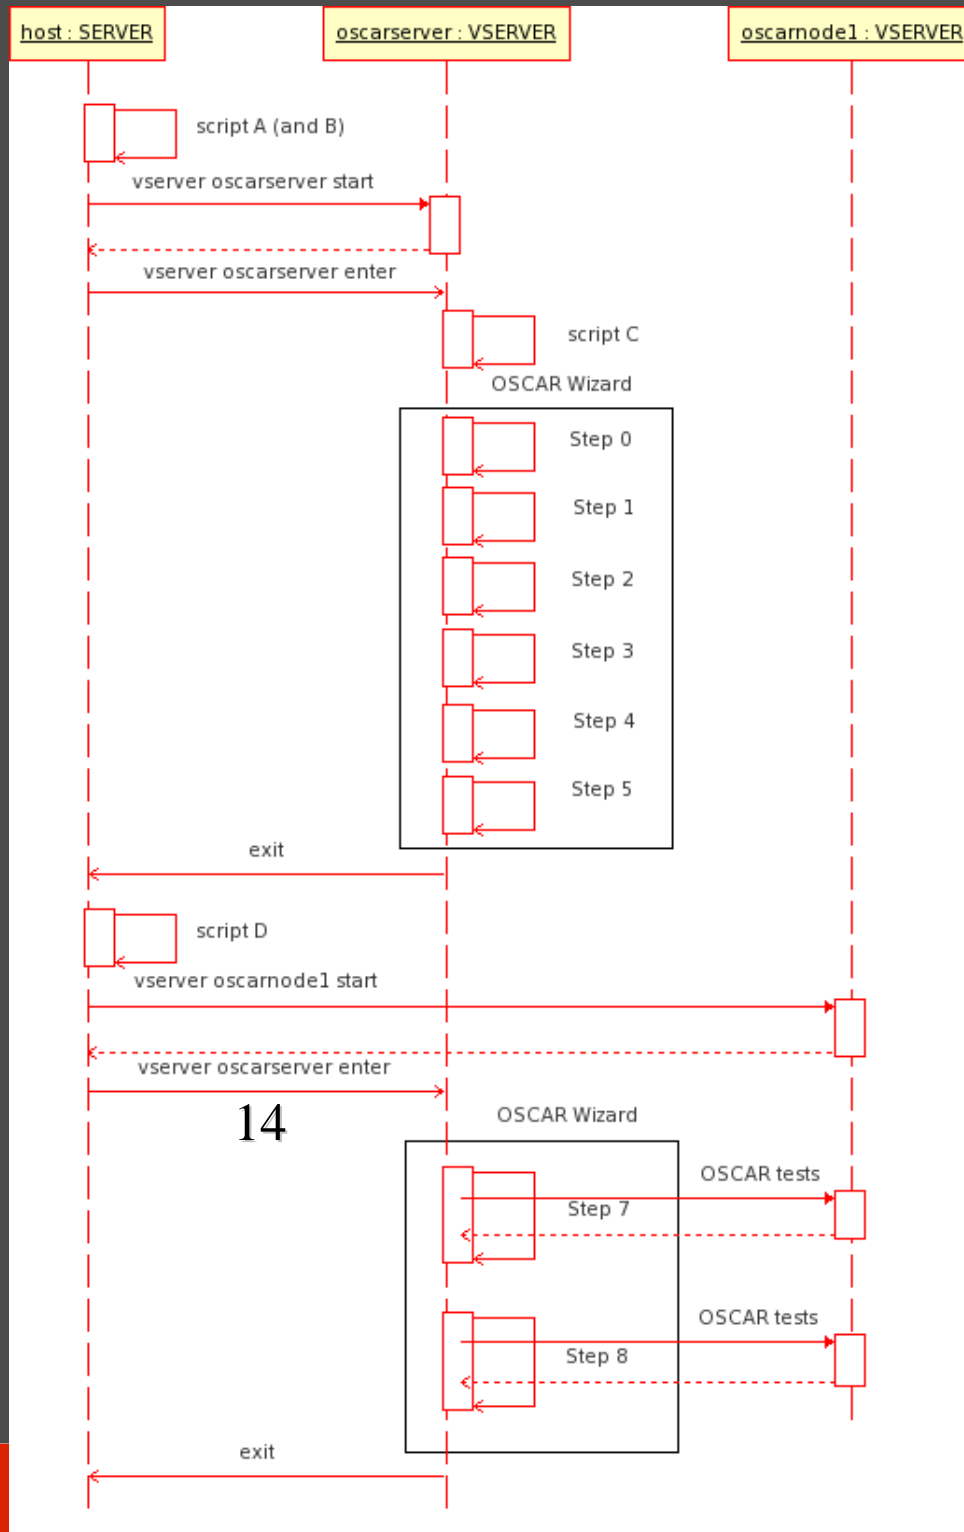 host : SERVER
oscarserver : VSERVER
oscarnode1 : VSERVER
script A (and B)
vserver oscarserver start
vserver oscarserver enter
script C
OSCAR Wizard
Step 0
Step 1
Step 2
Step 3
Step 4
Step 5
exit
script D
vserver oscarnode1 start
vserver oscarserver enter
14
OSCAR Wizard
OSCAR tests
Step 7
OSCAR tests
Step 8
exit